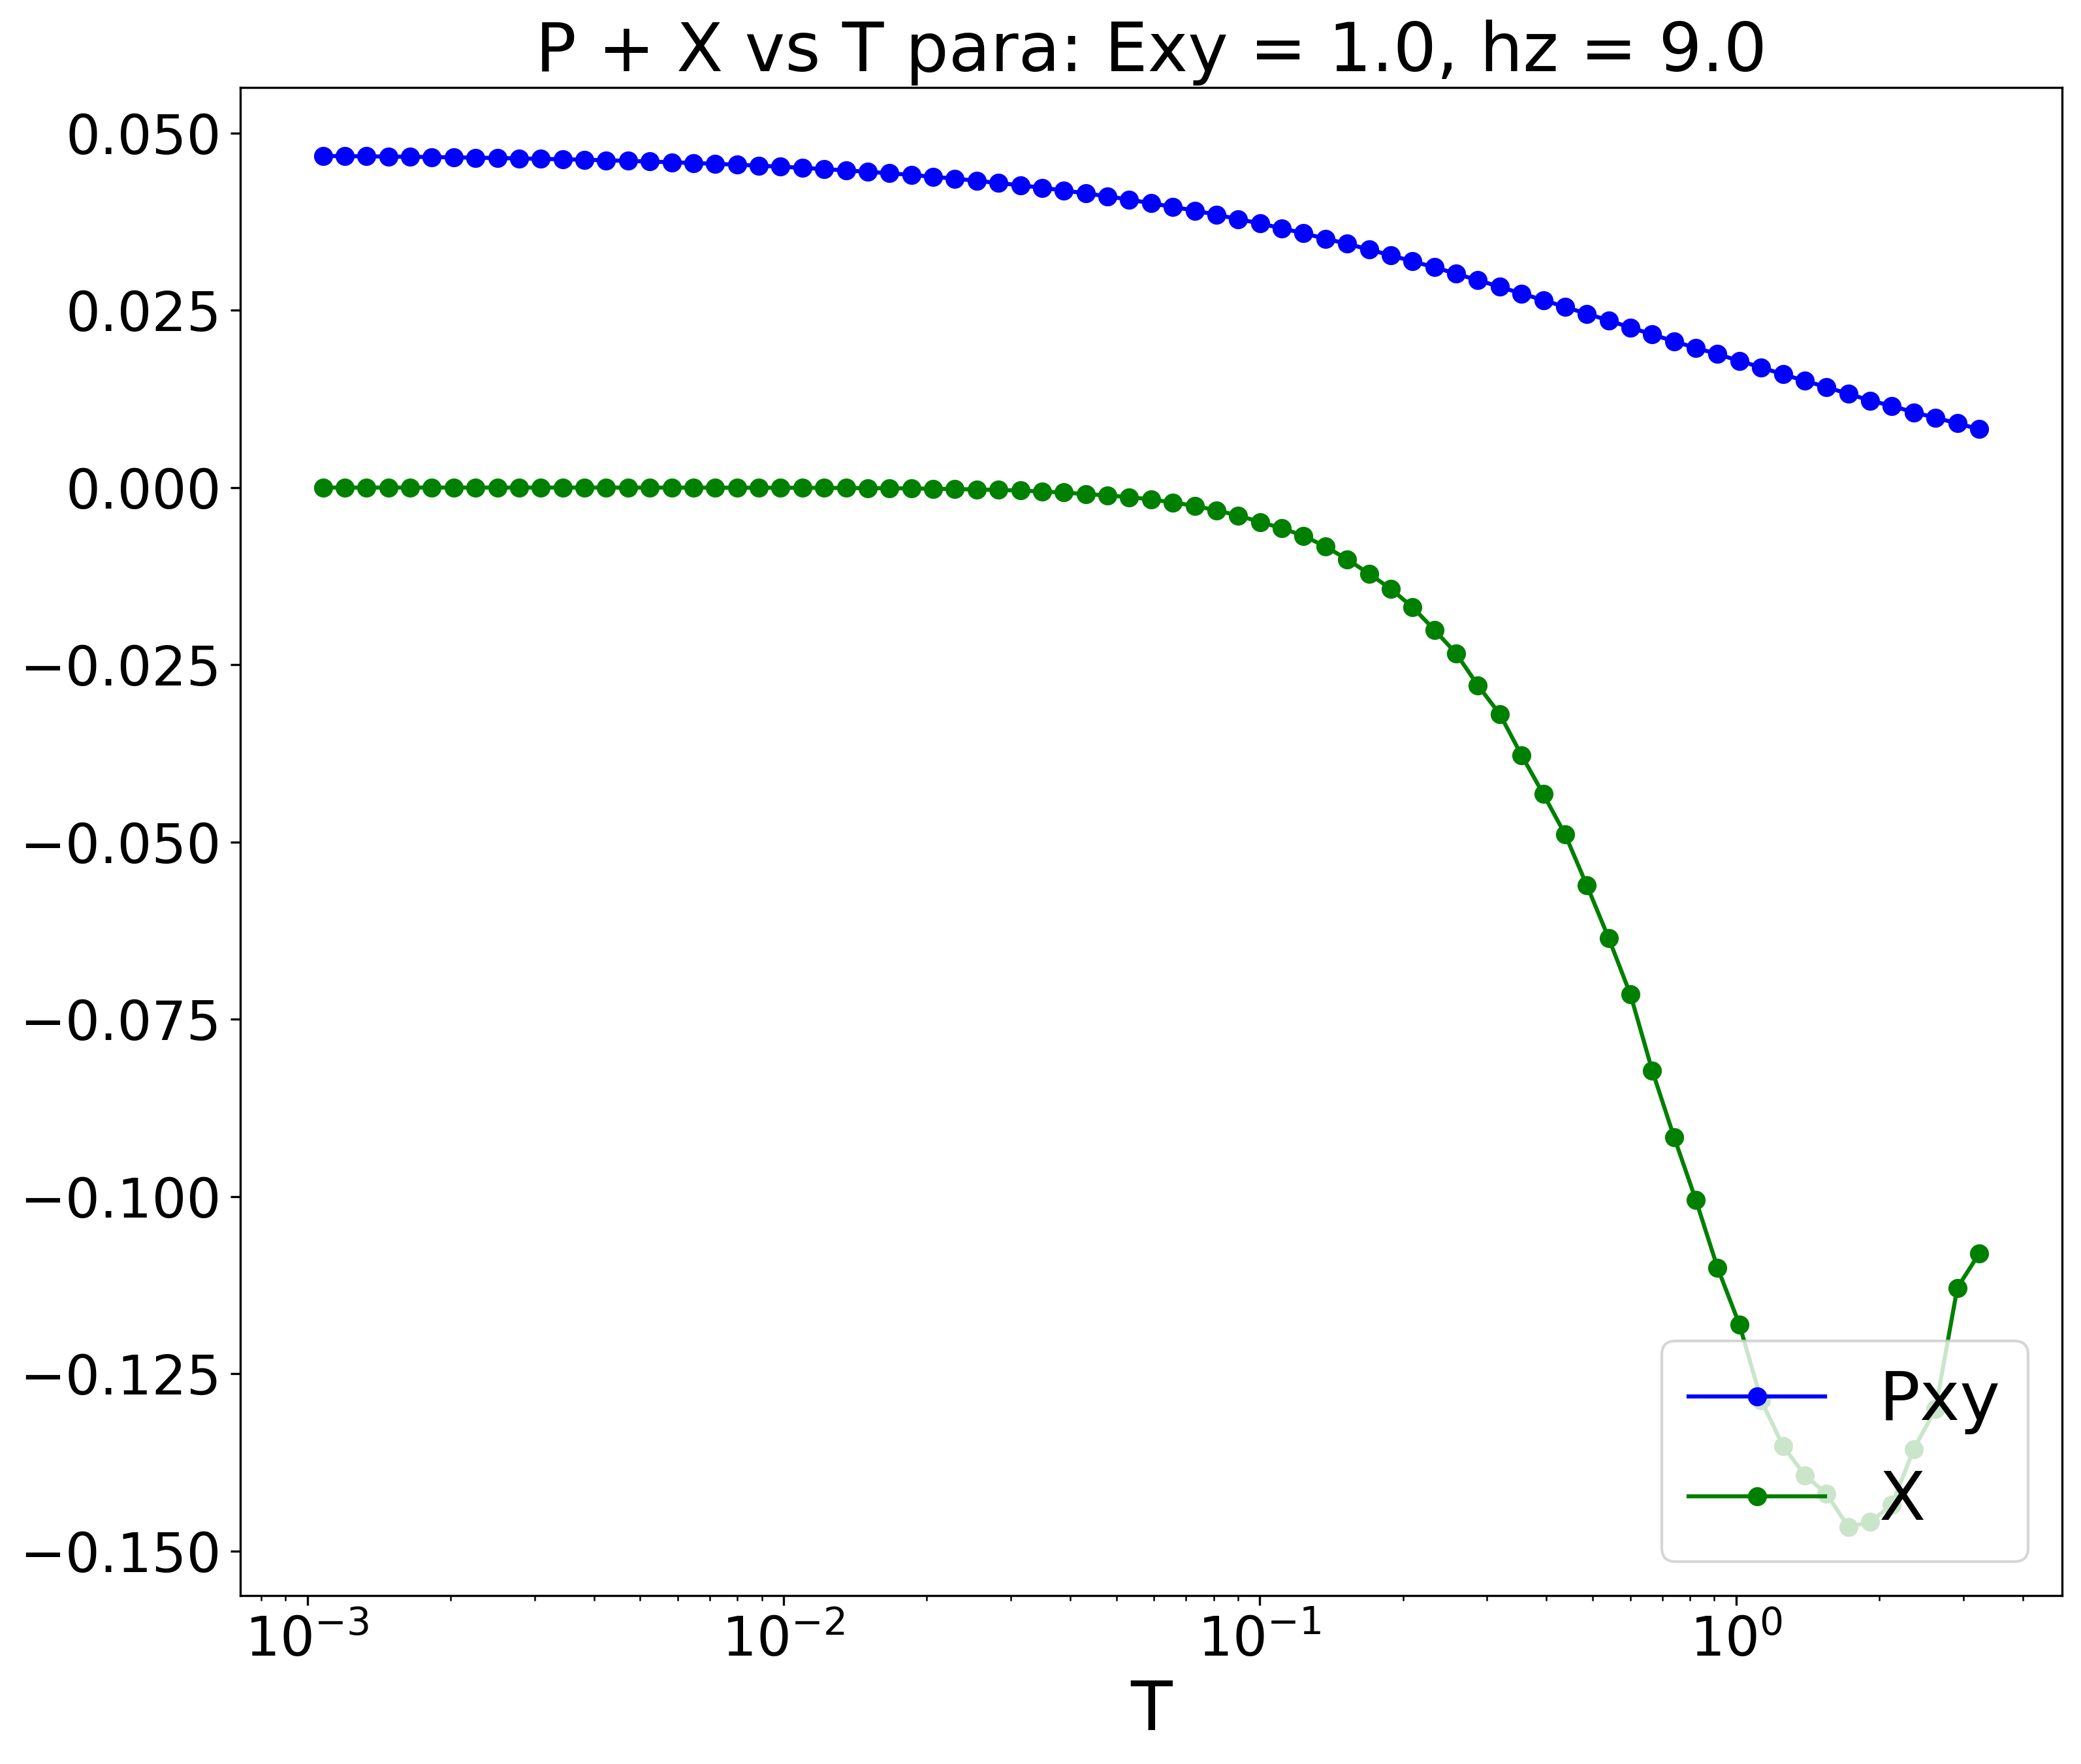 P + X vs T para: Exy = 1.0, hz = 9.0
0.050
0.025
0.000
−0.025
−0.050
−0.075
−0.100
−0.125
−0.150
Pxy
X
10⁻³ 10⁻² 10⁻¹ 10⁰
T